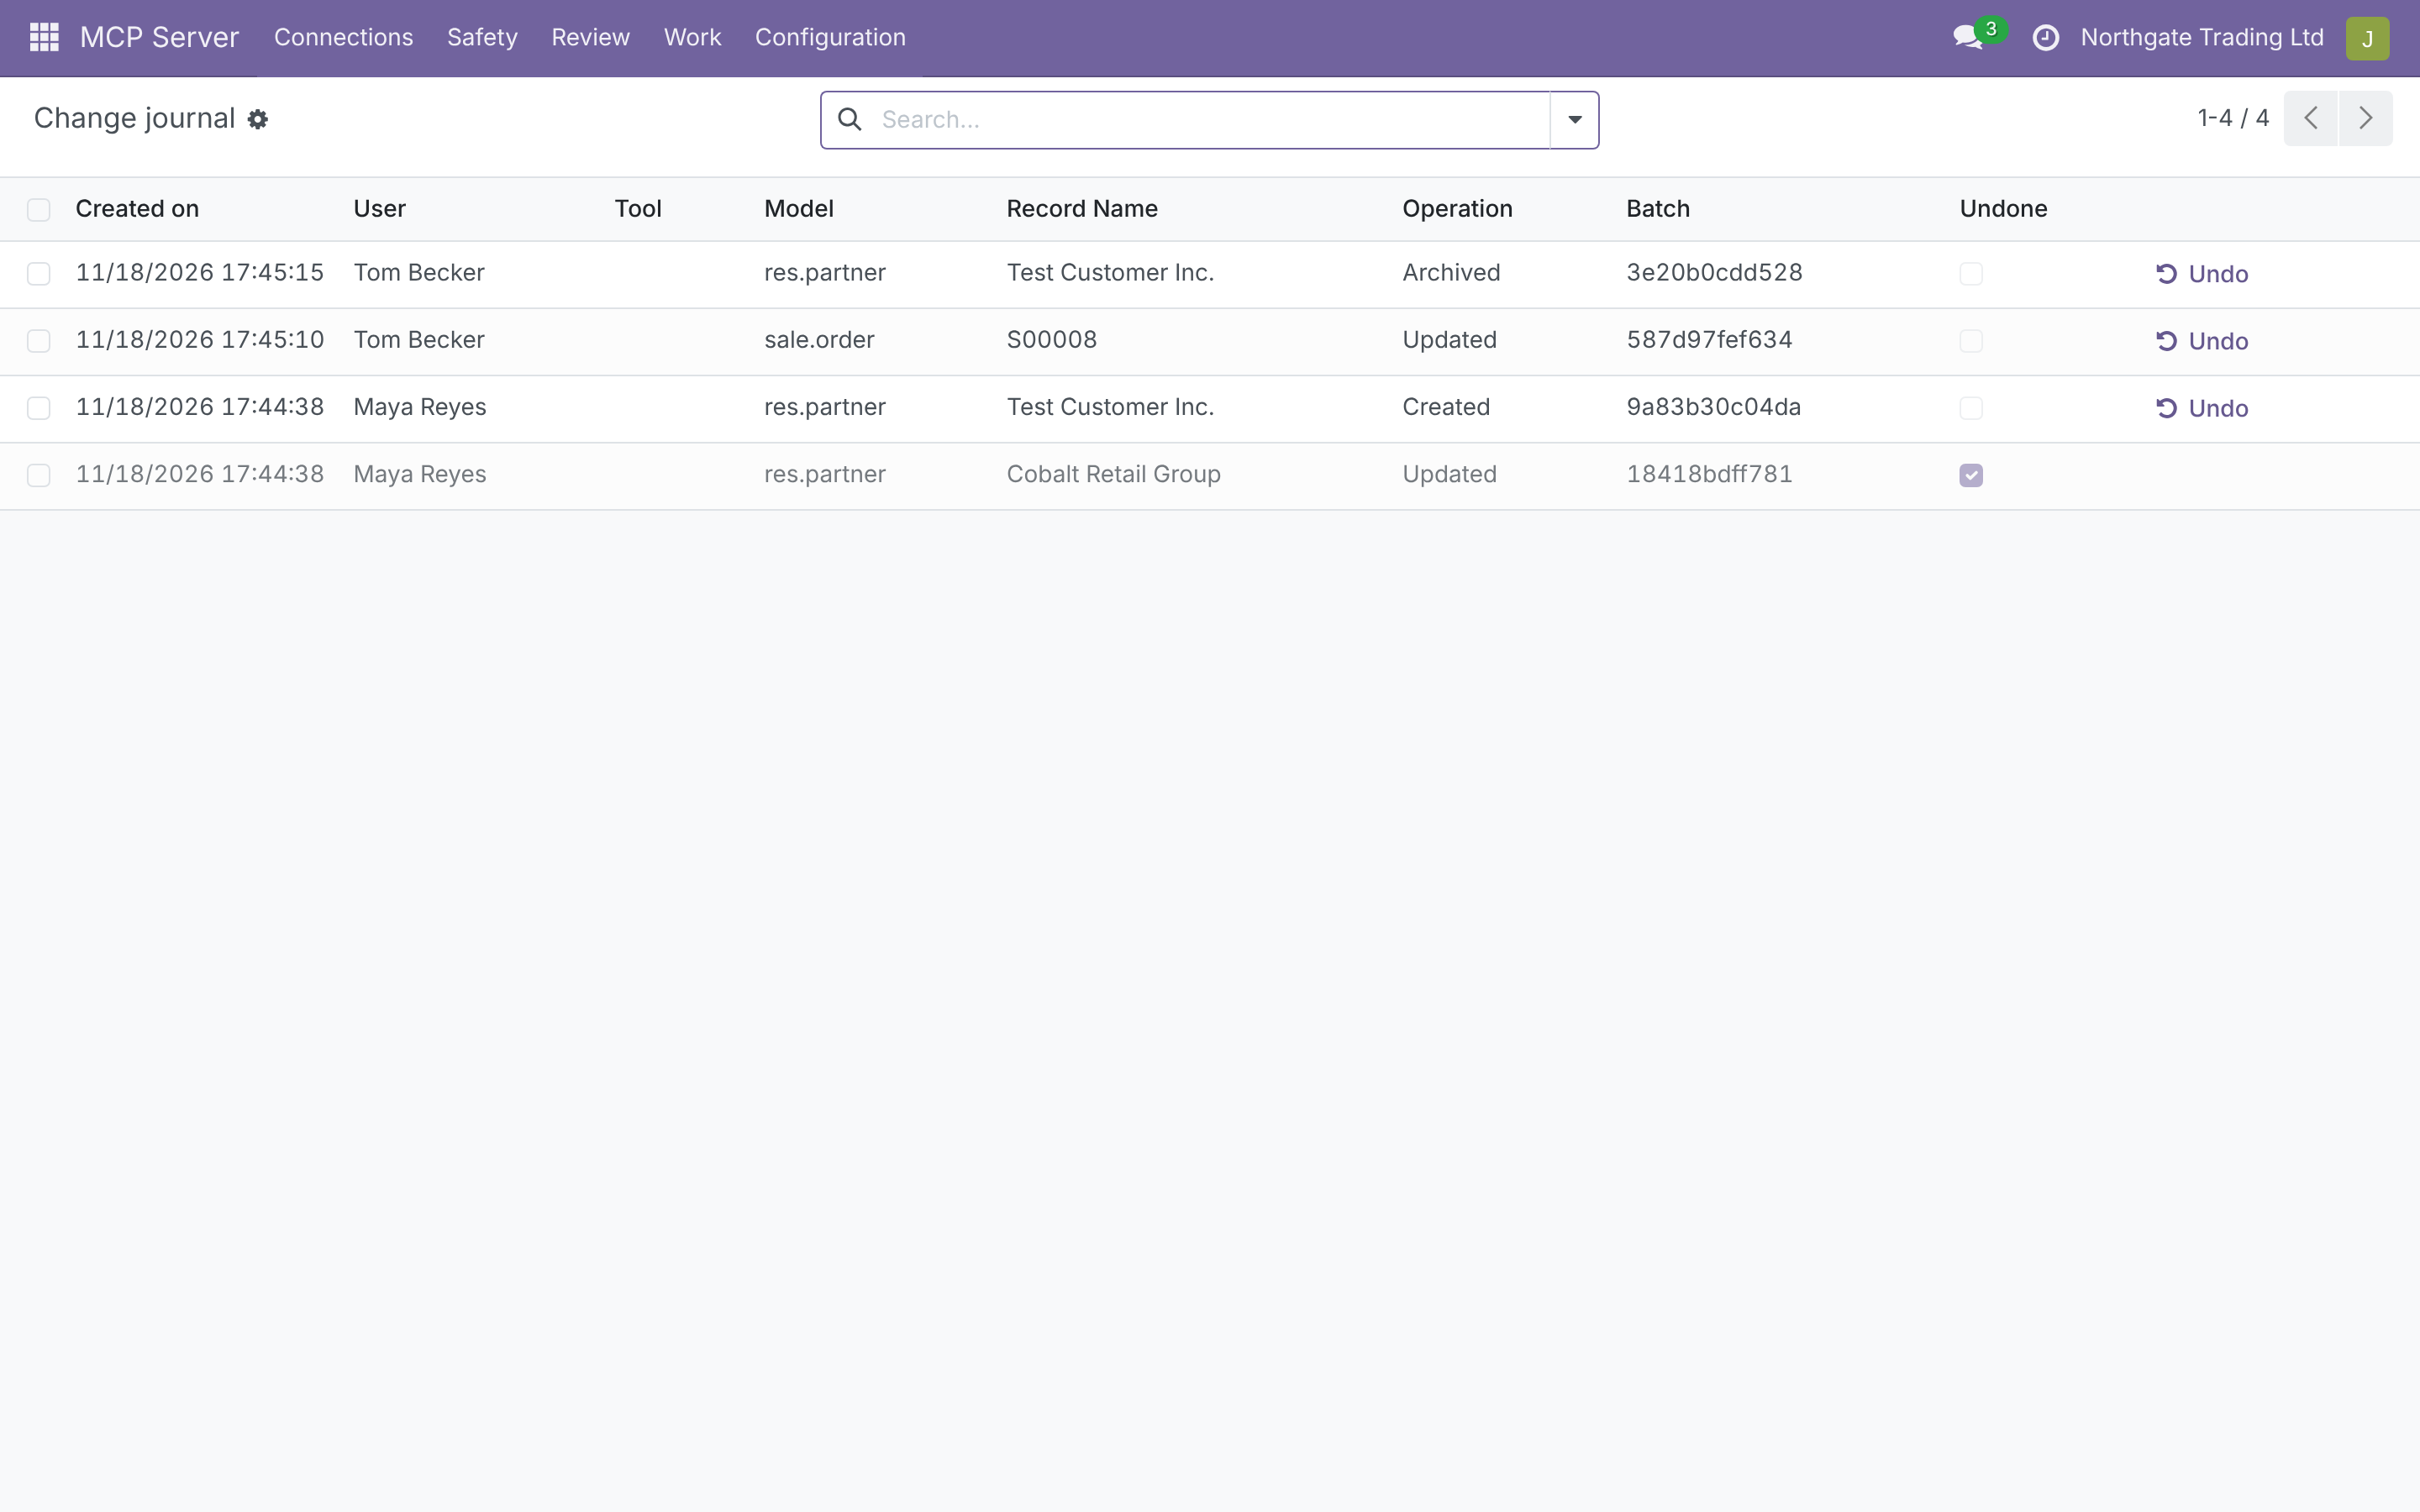 MCP Server Connections Safety Review Work Configuration 3 Northgate Trading Ltd J
Change journal Search... 1-4 / 4
Created on User Tool Model Record Name Operation Batch Undone
11/18/2026 17:45:15 Tom Becker res.partner Test Customer Inc. Archived 3e20b0cdd528 Undo
11/18/2026 17:45:10 Tom Becker sale.order S00008 Updated 587d97fef634 Undo
11/18/2026 17:44:38 Maya Reyes res.partner Test Customer Inc. Created 9a83b30c04da Undo
11/18/2026 17:44:38 Maya Reyes res.partner Cobalt Retail Group Updated 18418bdff781